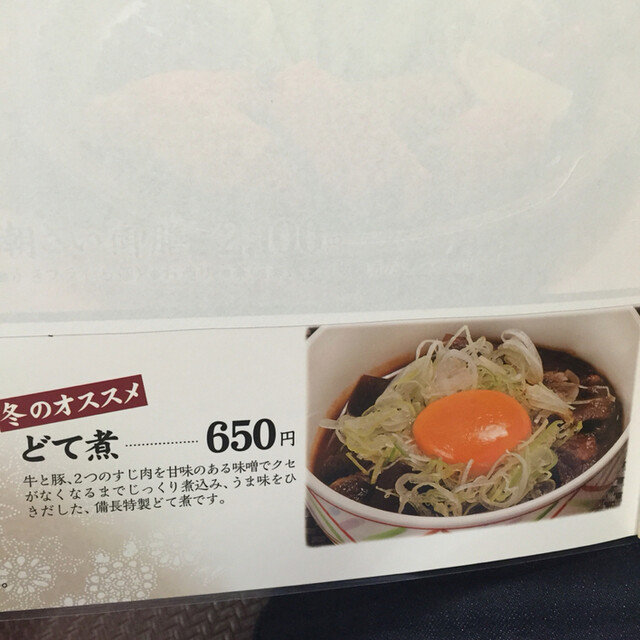 冬のオススメ
どて煮 650円
牛と豚、2つのすじ肉を甘味のある味噌でクセ
がなくなるまでじっくり煮込み、うま味をひ
きだした、備長特製どて煮です。
。